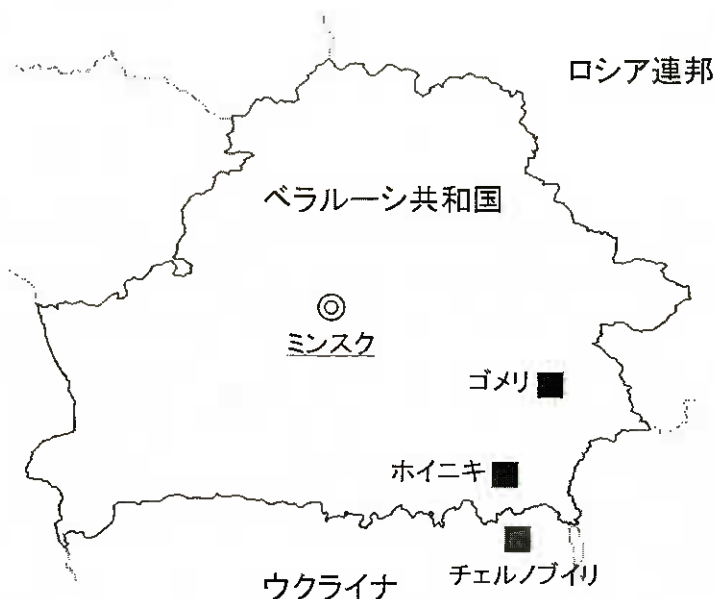 ロシア連邦
ベラルーシ共和国
ミンスク
ゴメリ
ホイニキ
チェルノブイリ
ウクライナ